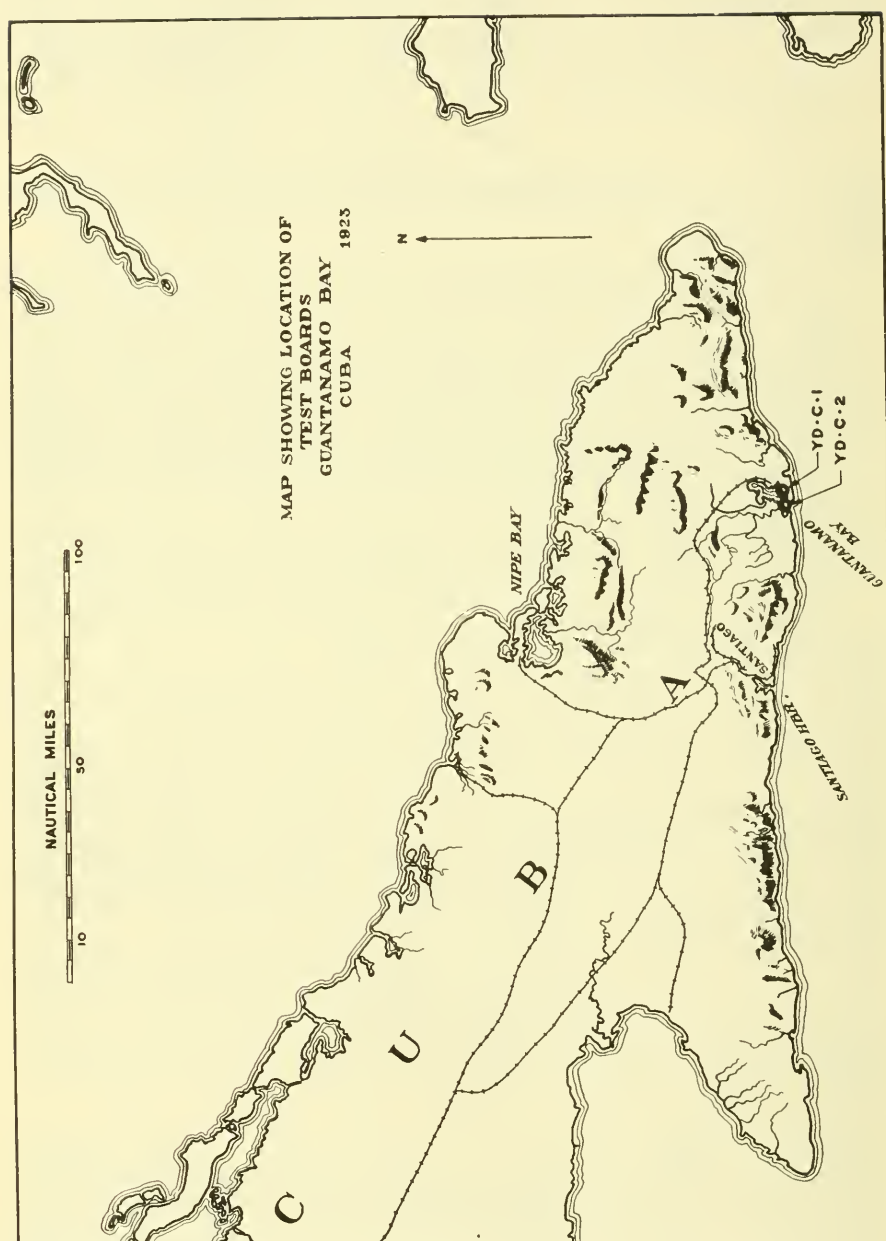 NAUTICAL MILES
10
50
100
MAP SHOWING LOCATION OF
TEST BOARDS
GUANTANAMO BAY
CUBA 1923
N
NIPE BAY
C U B A
SANTIAGO
SANTIAGO HBR.
GUANTANAMO
BAY
YD-C-1
YD-C-2